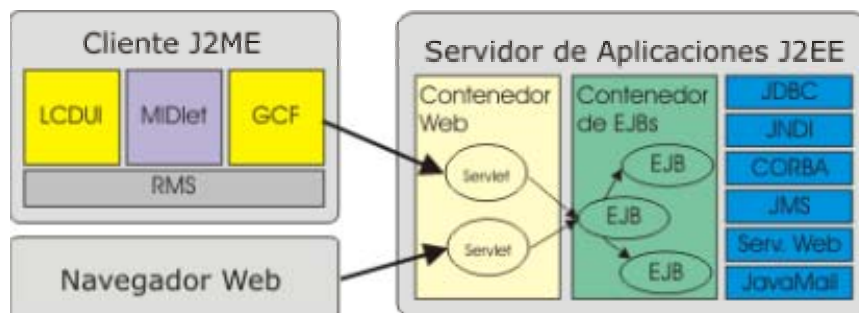 Cliente J2ME
LCDUI
MIDlet
GCF
RMS
Navegador Web
Servidor de Aplicaciones J2EE
Contenedor
Web
Servlet
Servlet
Contenedor
de EJBs
EJB
EJB
EJB
JDBC
JNDI
CORBA
JMS
Serv. Web
JavaMail